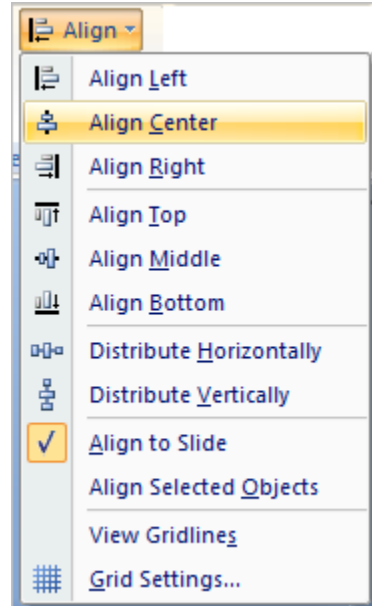 Align
Align Left
Align Center
Align Right
Align Top
Align Middle
Align Bottom
Distribute Horizontally
Distribute Vertically
Align to Slide
Align Selected Objects
View Gridlines
Grid Settings...